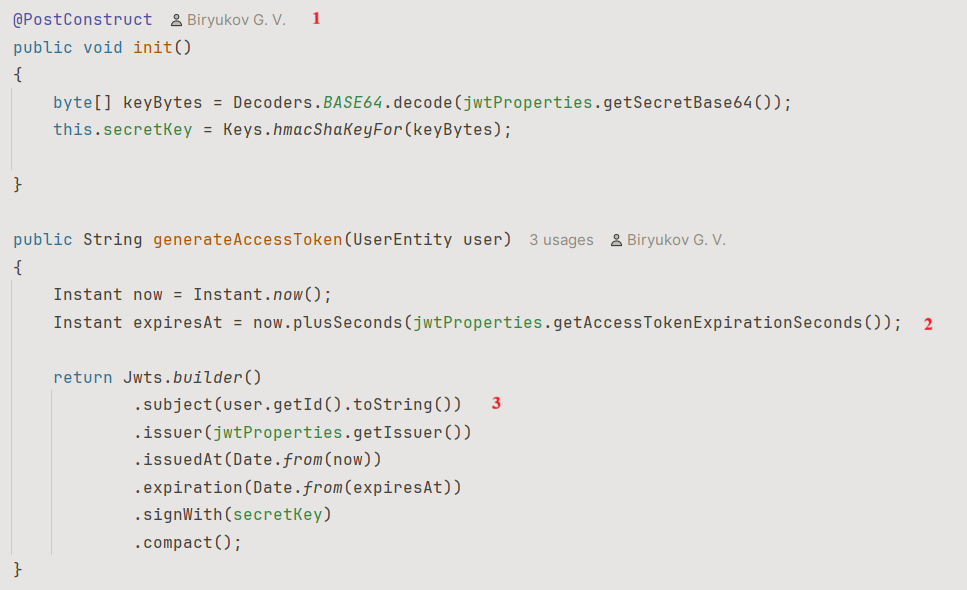 @PostConstruct Biryukov G. V. 1
public void init()
{
byte[] keyBytes = Decoders.BASE64.decode(jwtProperties.getSecretBase64());
this.secretKey = Keys.hmacShaKeyFor(keyBytes);
}
public String generateAccessToken(UserEntity user) 3 usages Biryukov G. V.
{
Instant now = Instant.now();
Instant expiresAt = now.plusSeconds(jwtProperties.getAccessTokenExpirationSeconds()); 2
return Jwts.builder()
.subject(user.getId().toString()) 3
.issuer(jwtProperties.getIssuer())
.issuedAt(Date.from(now))
.expiration(Date.from(expiresAt))
.signWith(secretKey)
.compact();
}